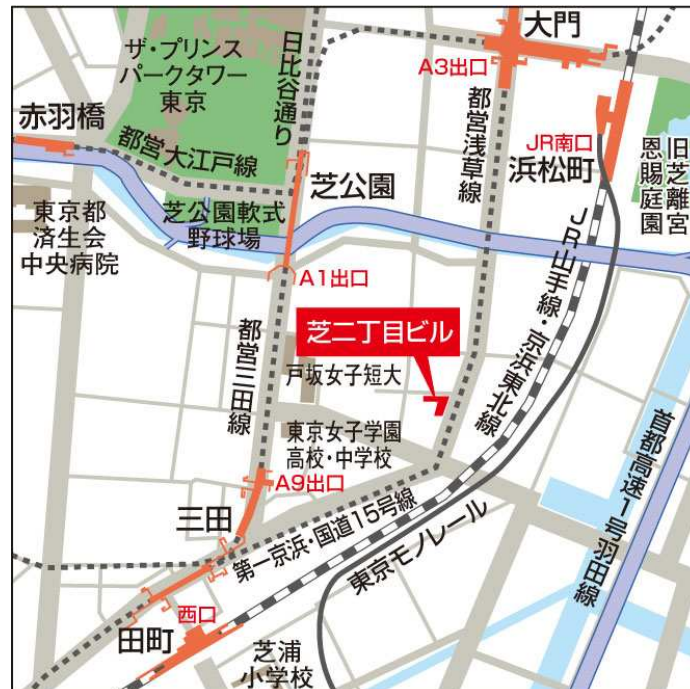 大門
ザ・プリンス
パークタワー
東京
日比谷通り
A3出口
赤羽橋
都営大江戸線
都営浅草線
JR南口
浜松町
旧芝離宮
恩賜庭園
芝公園
東京都
済生会
中央病院
芝公園軟式
野球場
A1出口
JR山手線・京浜東北線
芝二丁目ビル
都営三田線
戸坂女子短大
東京女子学園
高校・中学校
首都高速1号羽田線
A9出口
三田
第一京浜・国道15号線
東京モノレール
西口
田町
芝浦
小学校